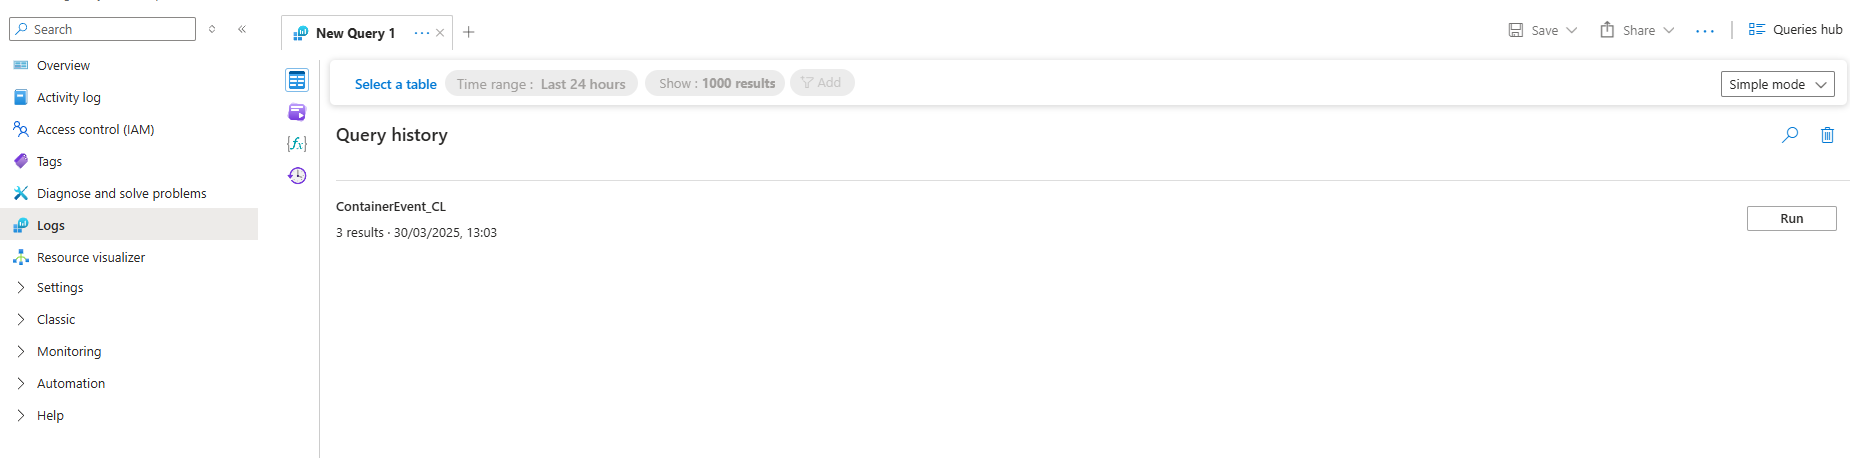 Search
Overview
Activity log
Access control (IAM)
Tags
Diagnose and solve problems
Logs
Resource visualizer
Settings
Classic
Monitoring
Automation
Help
New Query 1
Save
Share
Queries hub
Select a table
Time range : Last 24 hours
Show : 1000 results
Add
Simple mode
{fx}
Query history
ContainerEvent_CL
3 results · 30/03/2025, 13:03
Run